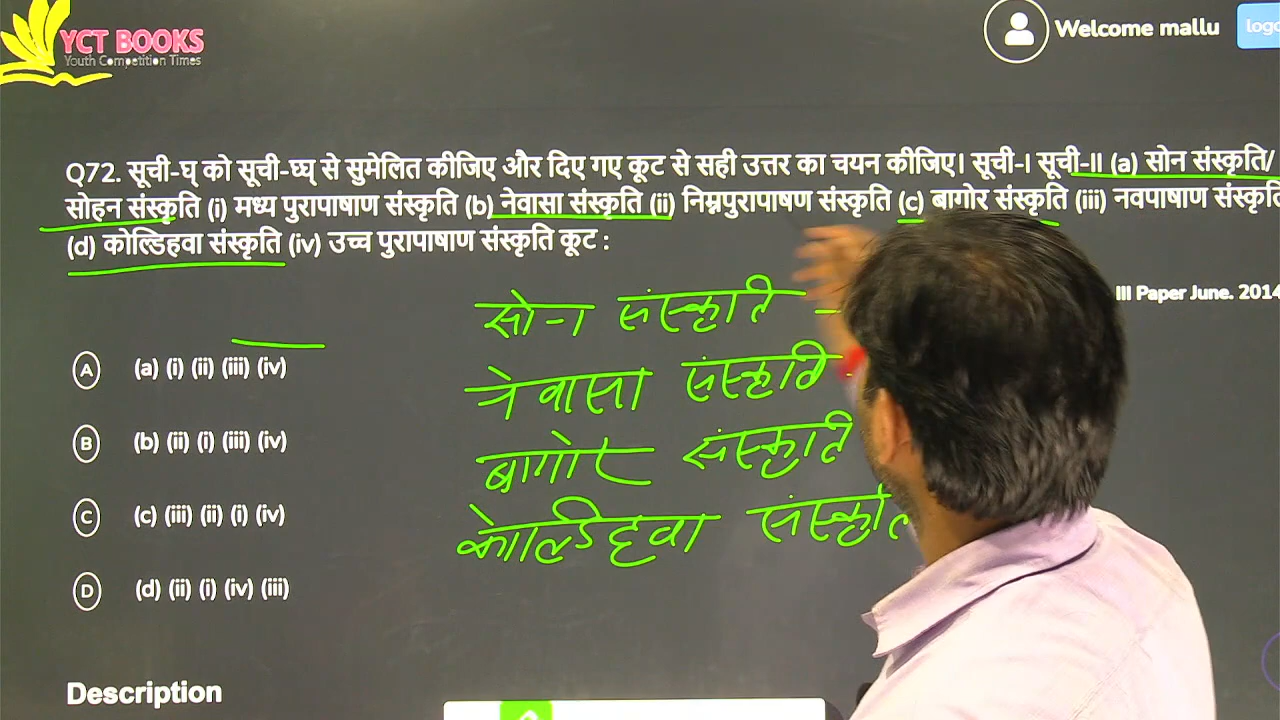 YCT BOOKS
Youth Competition Times
Welcome mallu
logo
Q72. सूची-घ् को सूची-घ्घ् से सुमेलित कीजिए और दिए गए कूट से सही उत्तर का चयन कीजिए। सूची-I सूची-II (a) सोन संस्कृति/
सोहन संस्कृति (i) मध्य पुरापाषाण संस्कृति (b) नेवासा संस्कृति (ii) निम्नपुरापाषण संस्कृति (c) बागोर संस्कृति (iii) नवपाषाण संस्कृति
(d) कोल्डिहवा संस्कृति (iv) उच्च पुरापाषाण संस्कृति कूट :
III Paper June. 2014
सोन संस्कृति -
नेवासा संस्कृति
बागोर संस्कृति
कोल्डिहवा
A (a) (i) (ii) (iii) (iv)
B (b) (ii) (i) (iii) (iv)
C (c) (iii) (ii) (i) (iv)
D (d) (ii) (i) (iv) (iii)
Description